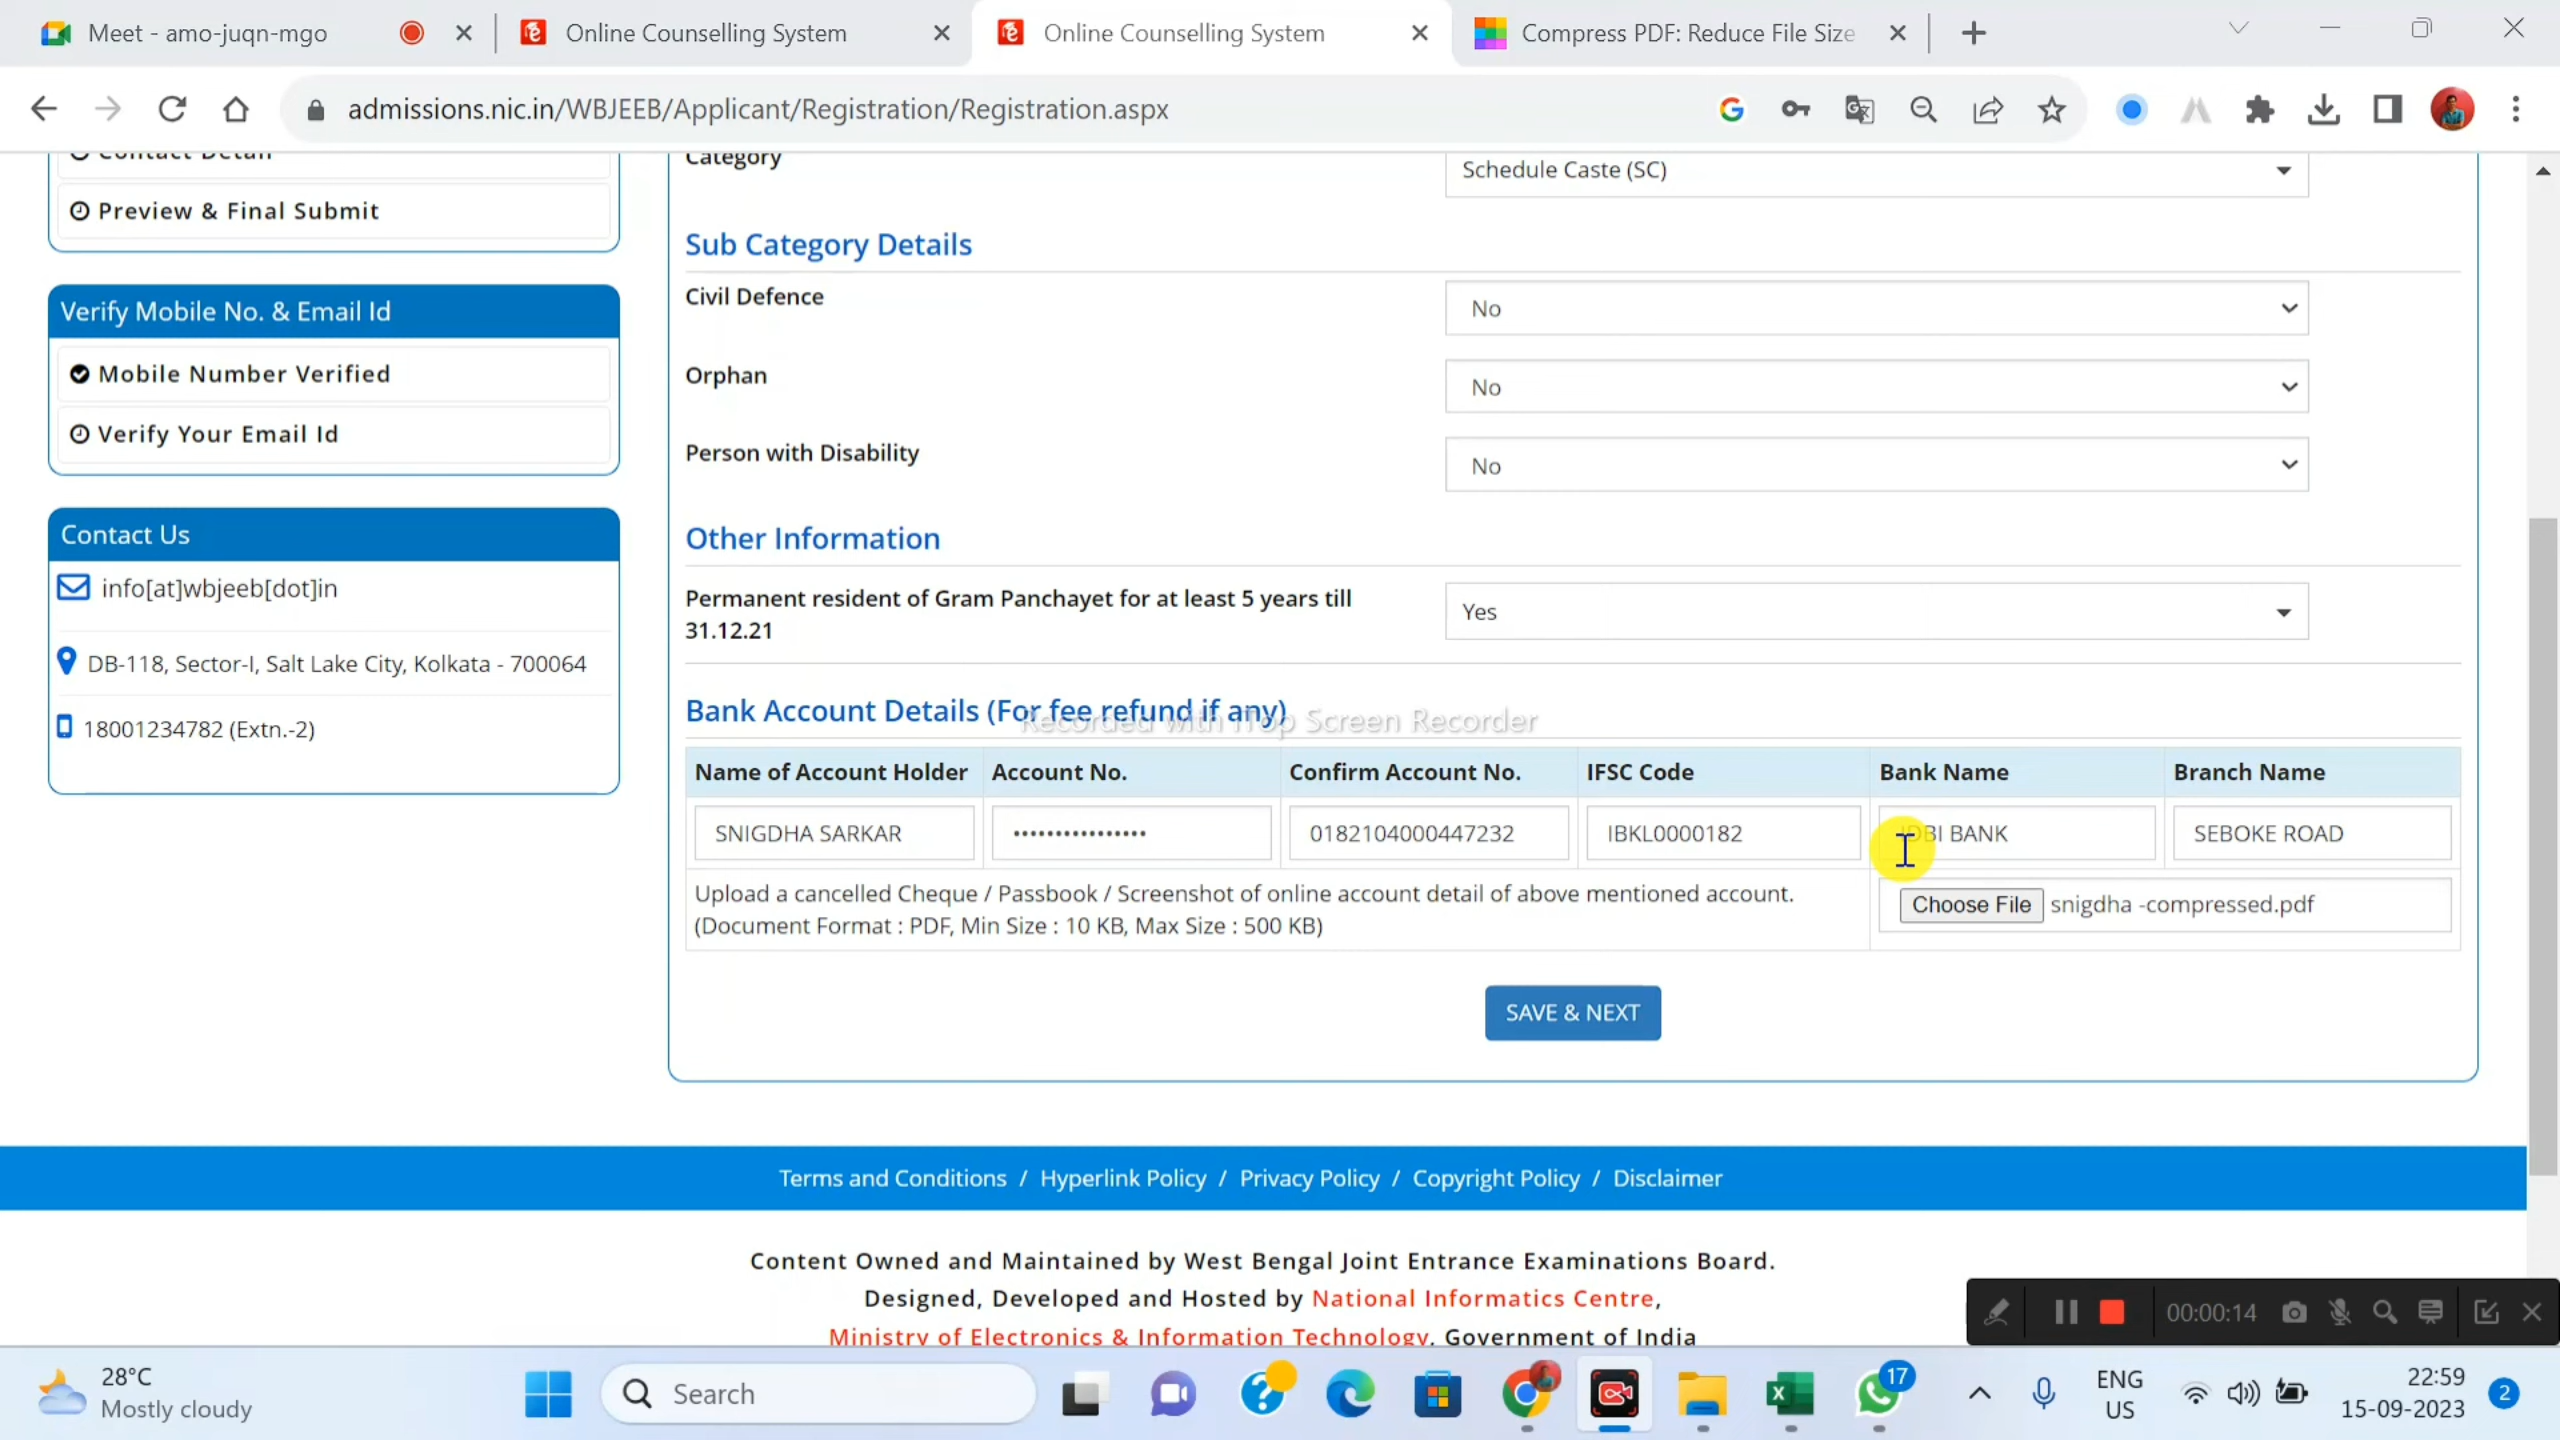 Meet - amo-juqn-mgo
Online Counselling System
Online Counselling System
Compress PDF: Reduce File Size
admissions.nic.in/WBJEEB/Applicant/Registration/Registration.aspx
Contact Detail
Preview & Final Submit
Verify Mobile No. & Email Id
Mobile Number Verified
Verify Your Email Id
Contact Us
info[at]wbjeeb[dot]in
DB-118, Sector-I, Salt Lake City, Kolkata - 700064
18001234782 (Extn.-2)
Category
Schedule Caste (SC)
Sub Category Details
Civil Defence
No
Orphan
No
Person with Disability
No
Other Information
Permanent resident of Gram Panchayet for at least 5 years till
31.12.21
Yes
Bank Account Details (For fee refund if any)
Recorded with iTop Screen Recorder
Name of Account Holder Account No. Confirm Account No. IFSC Code Bank Name Branch Name
SNIGDHA SARKAR •••••••••••••••• 0182104000447232 IBKL0000182 IDBI BANK SEBOKE ROAD
Upload a cancelled Cheque / Passbook / Screenshot of online account detail of above mentioned account.
(Document Format : PDF, Min Size : 10 KB, Max Size : 500 KB)
Choose File snigdha -compressed.pdf
SAVE & NEXT
Terms and Conditions / Hyperlink Policy / Privacy Policy / Copyright Policy / Disclaimer
Content Owned and Maintained by West Bengal Joint Entrance Examinations Board.
Designed, Developed and Hosted by National Informatics Centre,
Ministry of Electronics & Information Technology, Government of India
00:00:14
28°C
Mostly cloudy
Search
17
ENG
US
22:59
15-09-2023
2